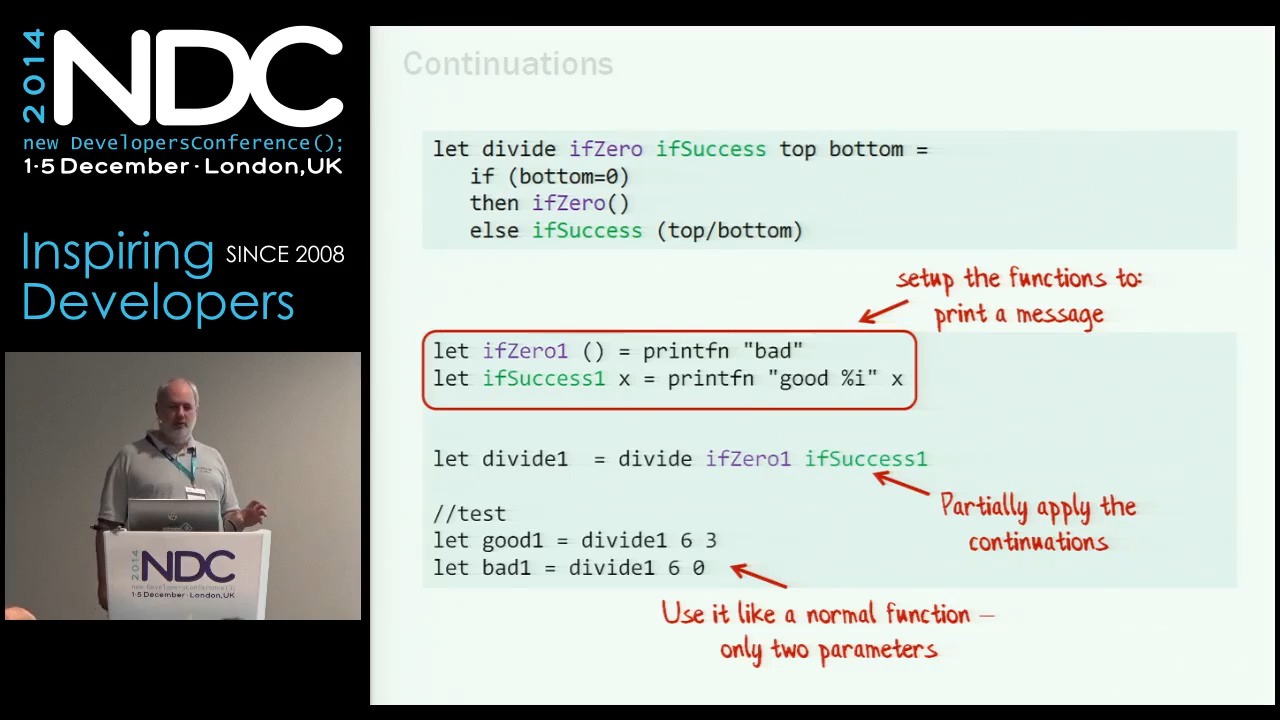 2014
NDC
new DevelopersConference();
1-5 December · London,UK
Inspiring SINCE 2008
Developers
2014
NDC
new DevelopersConference();
1-5 December · London,UK
Continuations
let divide ifZero ifSuccess top bottom =
if (bottom=0)
then ifZero()
else ifSuccess (top/bottom)
setup the functions to:
print a message
let ifZero1 () = printfn "bad"
let ifSuccess1 x = printfn "good %i" x
let divide1 = divide ifZero1 ifSuccess1
Partially apply the
continuations
//test
let good1 = divide1 6 3
let bad1 = divide1 6 0
Use it like a normal function –
only two parameters